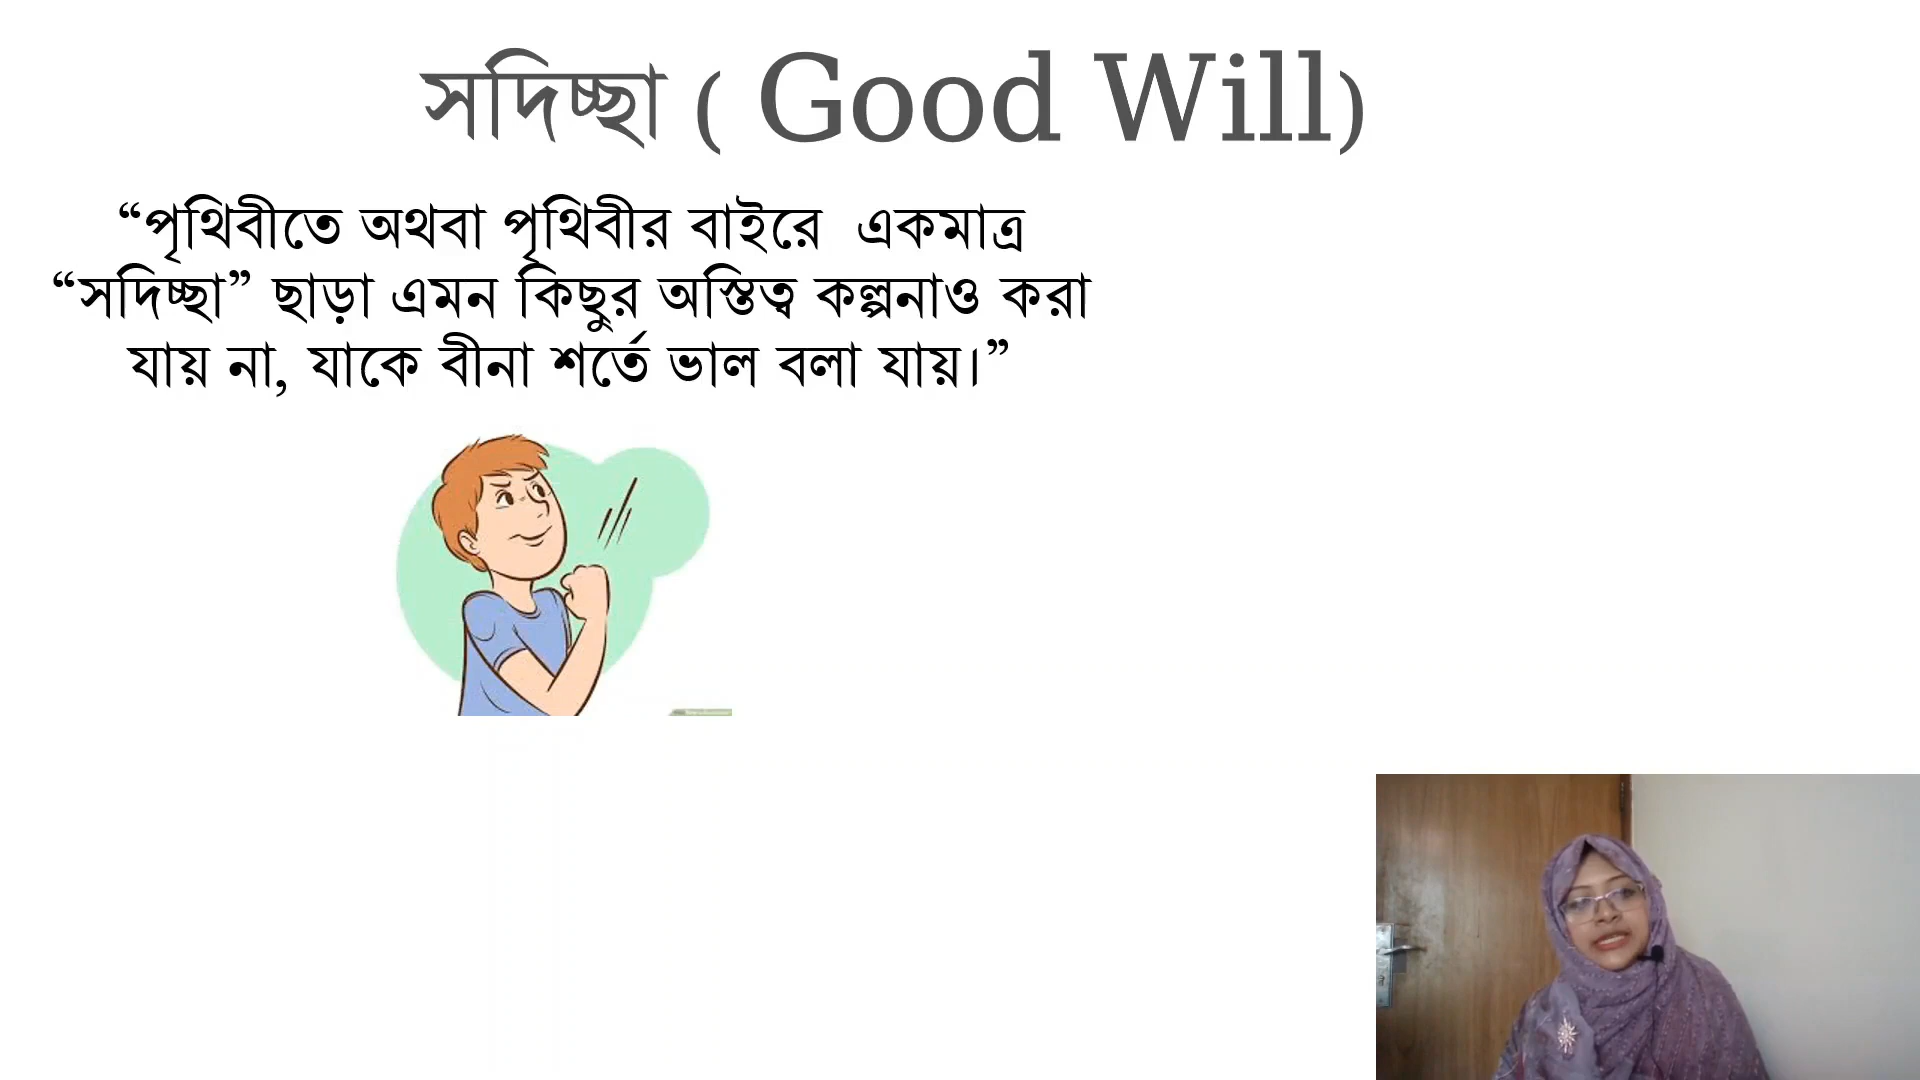 সদিচ্ছা ( Good Will)
“পৃথিবীতে অথবা পৃথিবীর বাইরে একমাত্র
“সদিচ্ছা” ছাড়া এমন কিছুর অস্তিত্ব কল্পনাও করা
যায় না, যাকে বীনা শর্তে ভাল বলা যায়।”